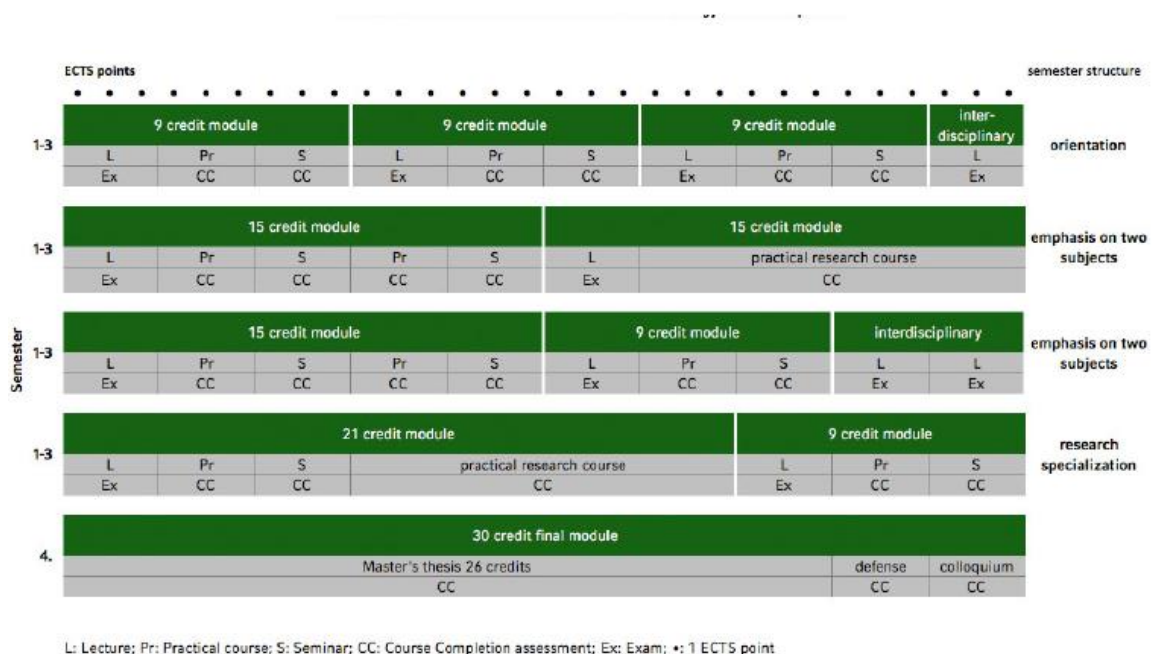 ECTS points semester structure
9 credit module 9 credit module 9 credit module inter-disciplinary
1-3 L Pr S L Pr S L Pr S L orientation
Ex CC CC Ex CC CC Ex CC CC Ex
15 credit module 15 credit module
1-3 L Pr S Pr S L practical research course emphasis on two subjects
Ex CC CC CC CC Ex CC
15 credit module 9 credit module interdisciplinary
Semester 1-3 L Pr S Pr S L Pr S L L emphasis on two subjects
Ex CC CC CC CC Ex CC CC Ex Ex
21 credit module 9 credit module
1-3 L Pr S practical research course L Pr S research specialization
Ex CC CC CC Ex CC CC
30 credit final module
4. Master's thesis 26 credits defense colloquium
CC CC CC
L: Lecture; Pr: Practical course; S: Seminar; CC: Course Completion assessment; Ex: Exam; •: 1 ECTS point